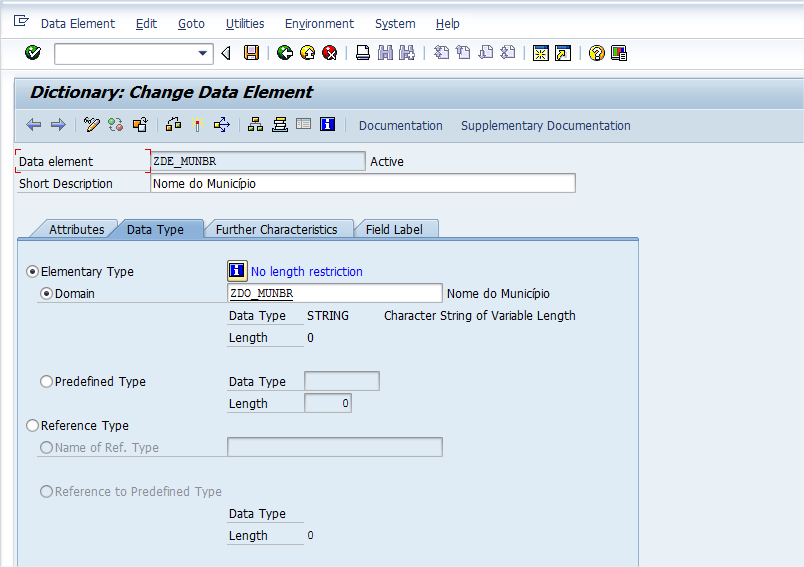 Data Element Edit Goto Utilities Environment System Help
Dictionary: Change Data Element
Documentation Supplementary Documentation
Data element ZDE_MUNBR Active
Short Description Nome do Município
Attributes Data Type Further Characteristics Field Label
Elementary Type No length restriction
Domain ZDO_MUNBR Nome do Município
Data Type STRING Character String of Variable Length
Length 0
Predefined Type Data Type
Length 0
Reference Type
Name of Ref. Type
Reference to Predefined Type
Data Type
Length 0